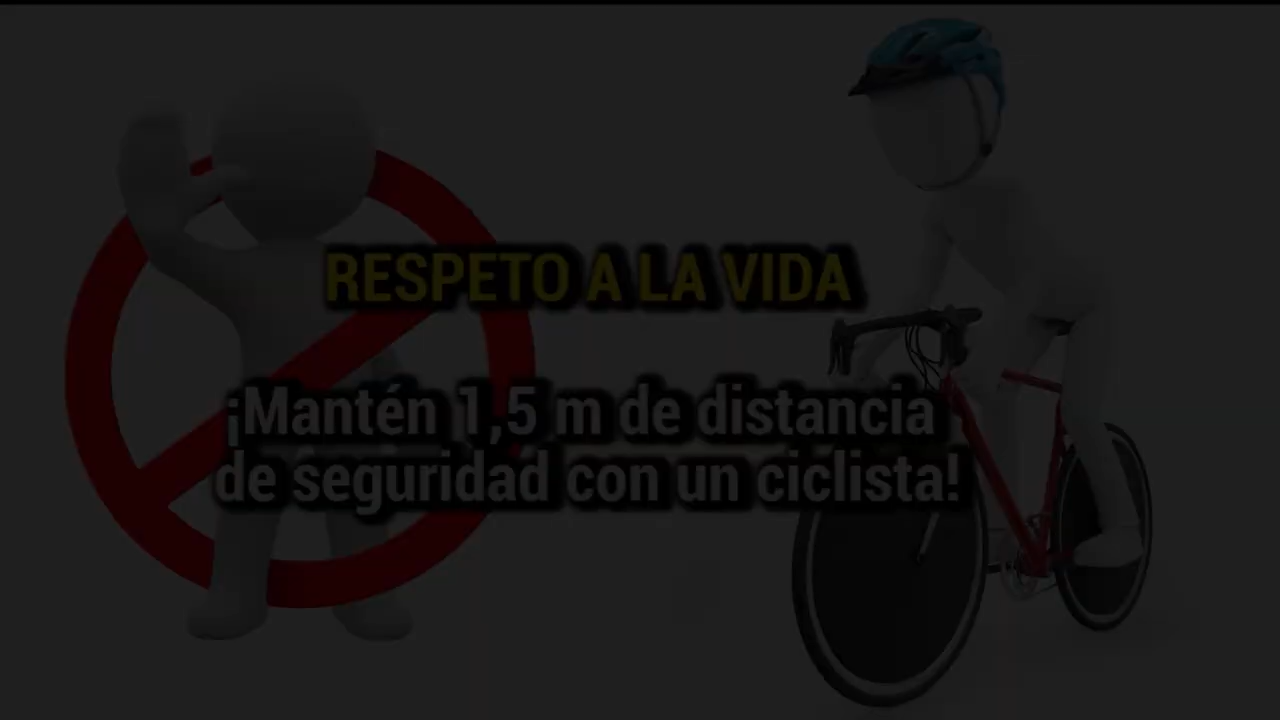 RESPETO A LA VIDA
¡Mantén 1,5 m de distancia
de seguridad con un ciclista!